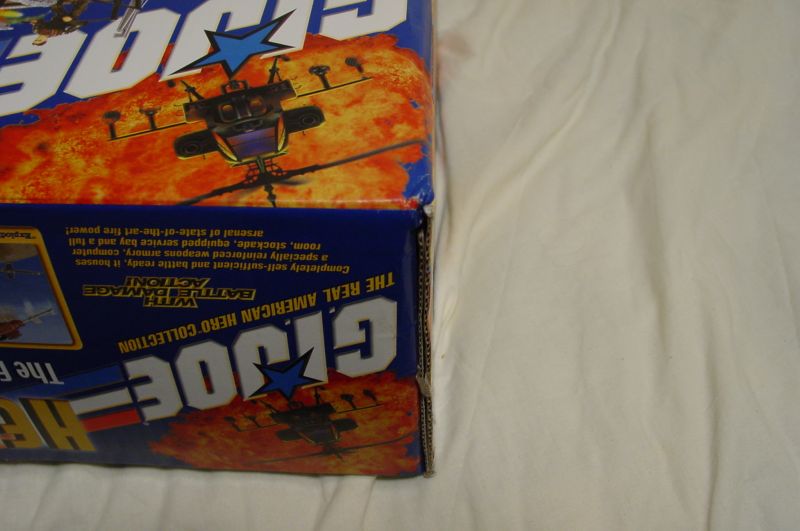 G.I. JOE
G.I. JOE
THE REAL AMERICAN HERO™ COLLECTION
WITH
BATTLE DAMAGE
ACTION!
Completely self-sufficient and battle ready, it houses
a specially reinforced weapons armory, computer
room, stockade, equipped service bay and a full
arsenal of state-of-the-art fire power!
The